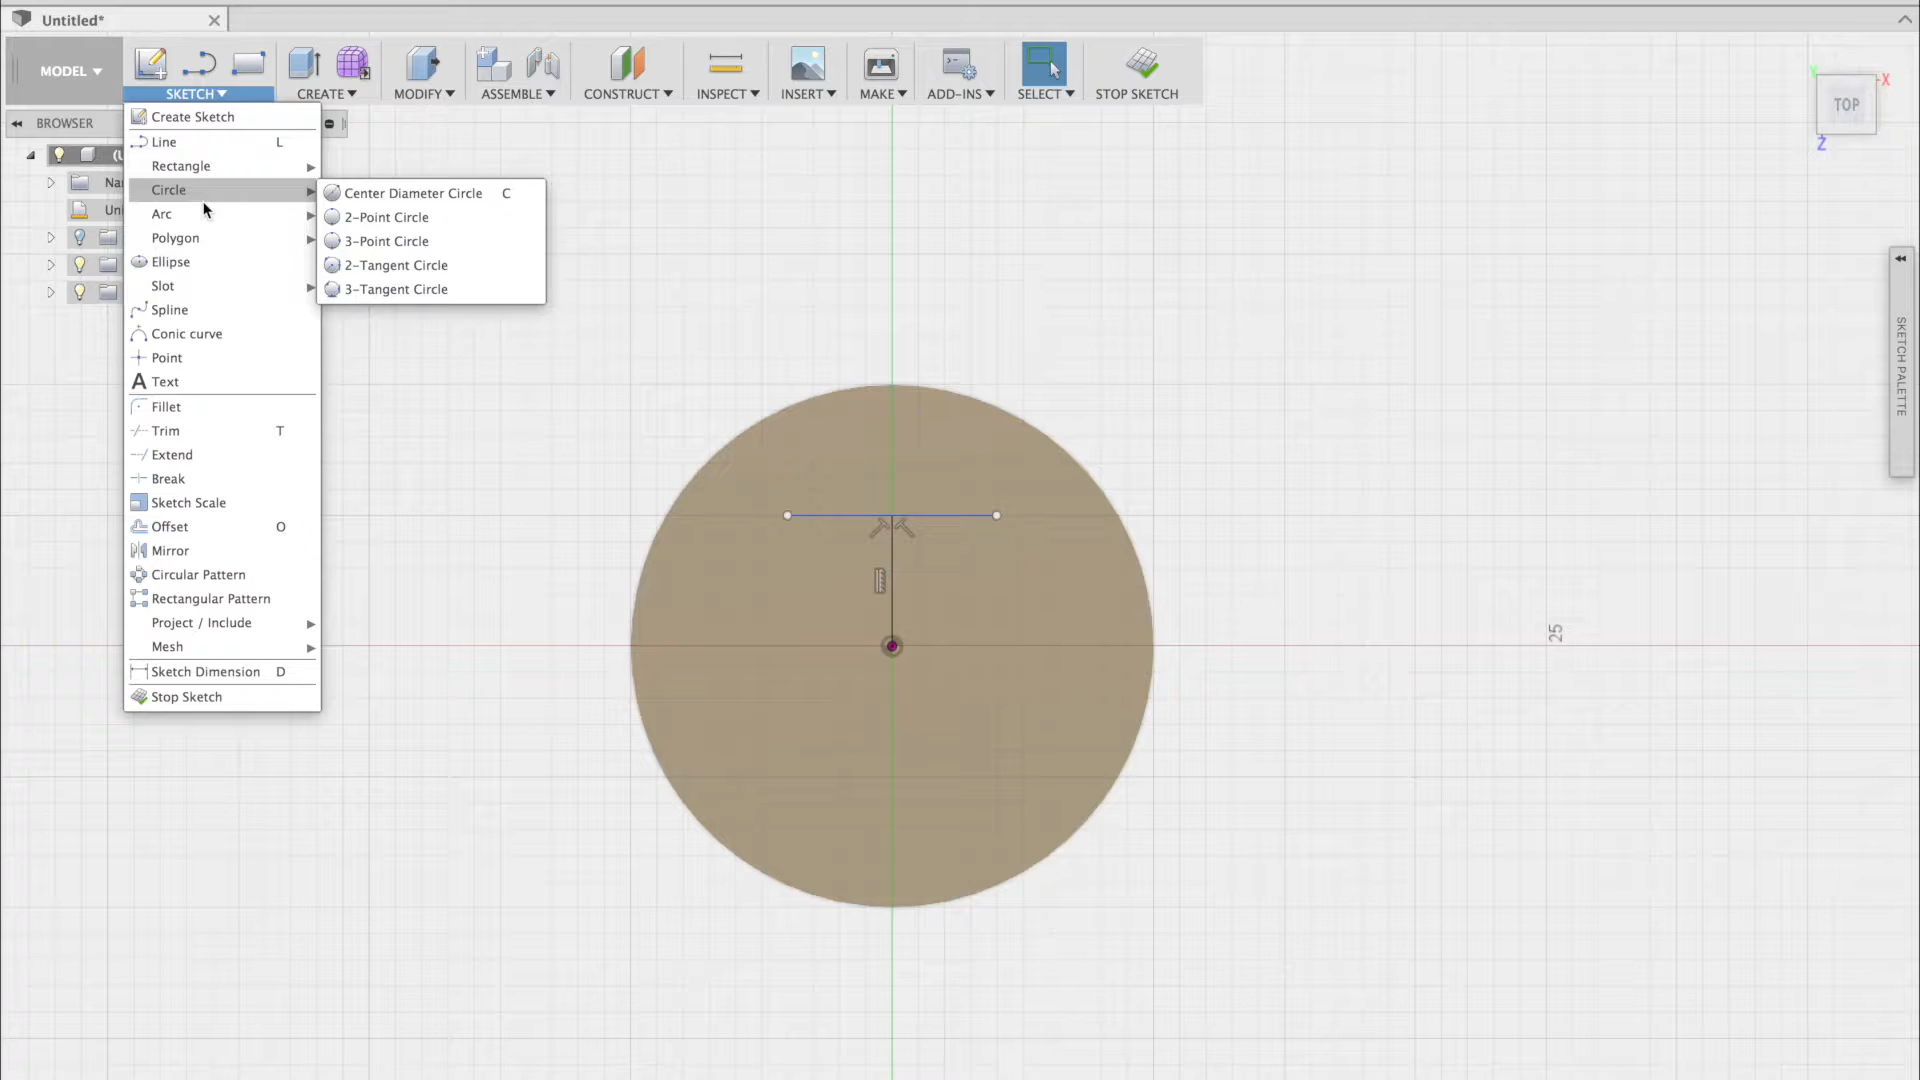 Untitled*
MODEL
SKETCH
CREATE
MODIFY
ASSEMBLE
CONSTRUCT
INSPECT
INSERT
MAKE
ADD-INS
SELECT
STOP SKETCH
BROWSER
(U
Nar
Uni
Create Sketch
Line L
Rectangle
Circle
Arc
Polygon
Ellipse
Slot
Spline
Conic curve
Point
A Text
Fillet
Trim T
Extend
Break
Sketch Scale
Offset O
Mirror
Circular Pattern
Rectangular Pattern
Project / Include
Mesh
Sketch Dimension D
Stop Sketch
Center Diameter Circle C
2-Point Circle
3-Point Circle
2-Tangent Circle
3-Tangent Circle
25
Y
X
TOP
Z
SKETCH PALETTE